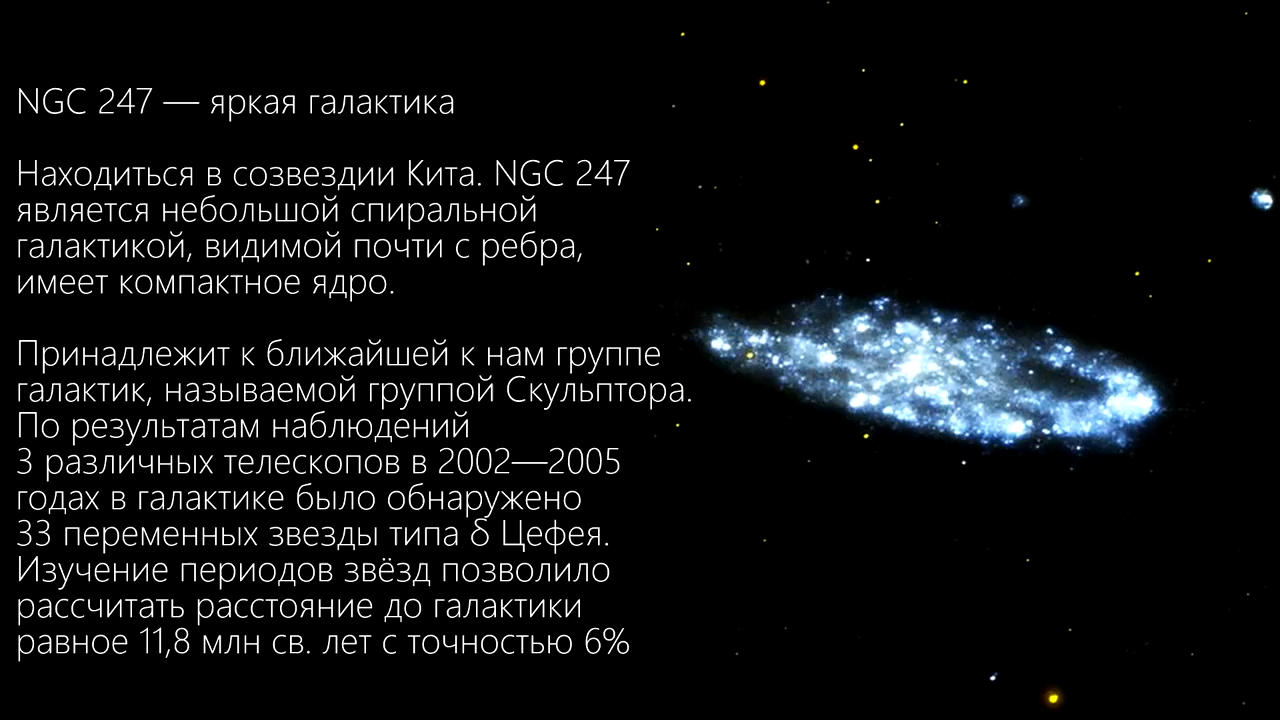 NGC 247 — яркая галактика
Находиться в созвездии Кита. NGC 247
является небольшой спиральной
галактикой, видимой почти с ребра,
имеет компактное ядро.
Принадлежит к ближайшей к нам группе
галактик, называемой группой Скульптора.
По результатам наблюдений
3 различных телескопов в 2002—2005
годах в галактике было обнаружено
33 переменных звезды типа δ Цефея.
Изучение периодов звёзд позволило
рассчитать расстояние до галактики
равное 11,8 млн св. лет с точностью 6%